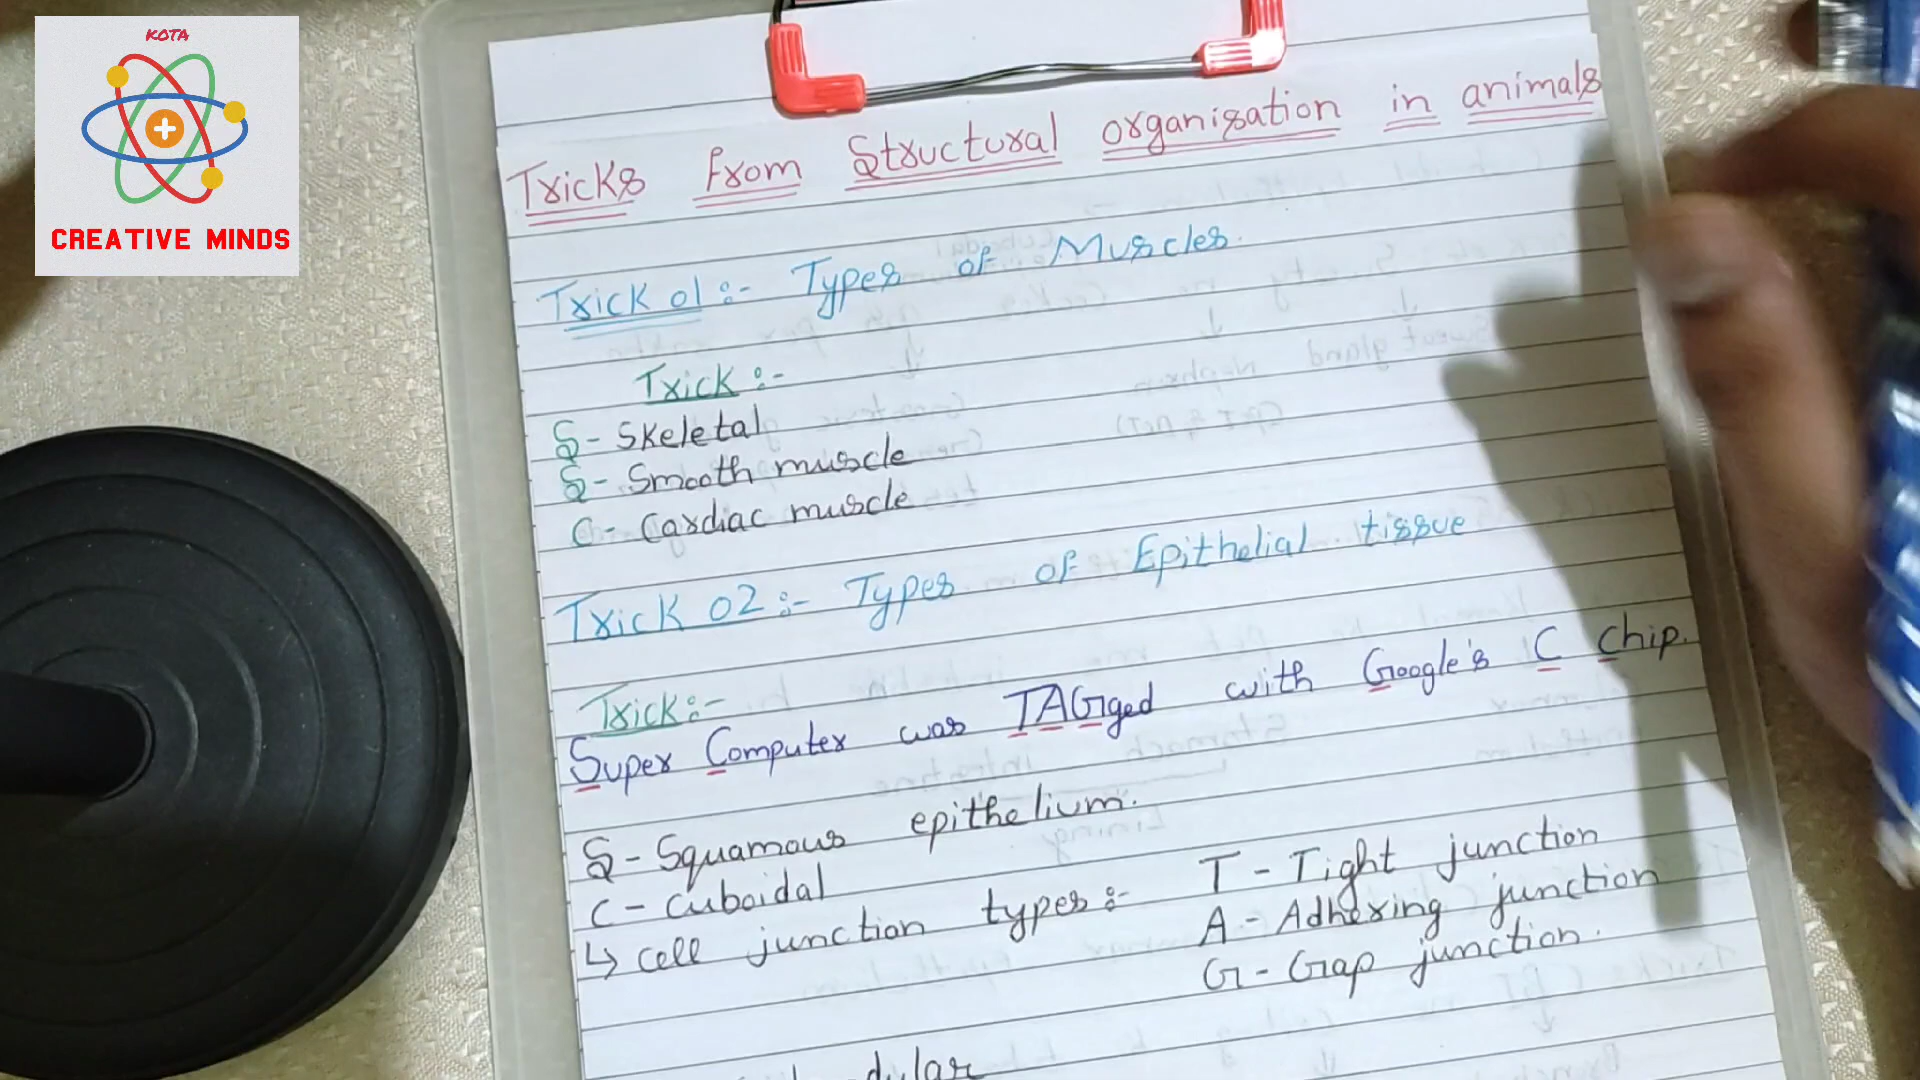 KOTA
CREATIVE MINDS
Tricks from Structural organisation in animals
Trick 01:- Types of Muscles.
Trick:-
S- Skeletal
S- Smooth muscle
C- Cardiac muscle
Trick 02:- Types of Epithelial tissue
Trick:-
Super Computer was TAGged with Google's C Chip.
S- Squamous epithelium.
C- Cuboidal
↳ cell junction types:-
T- Tight junction
A- Adhering junction
G- Gap junction.